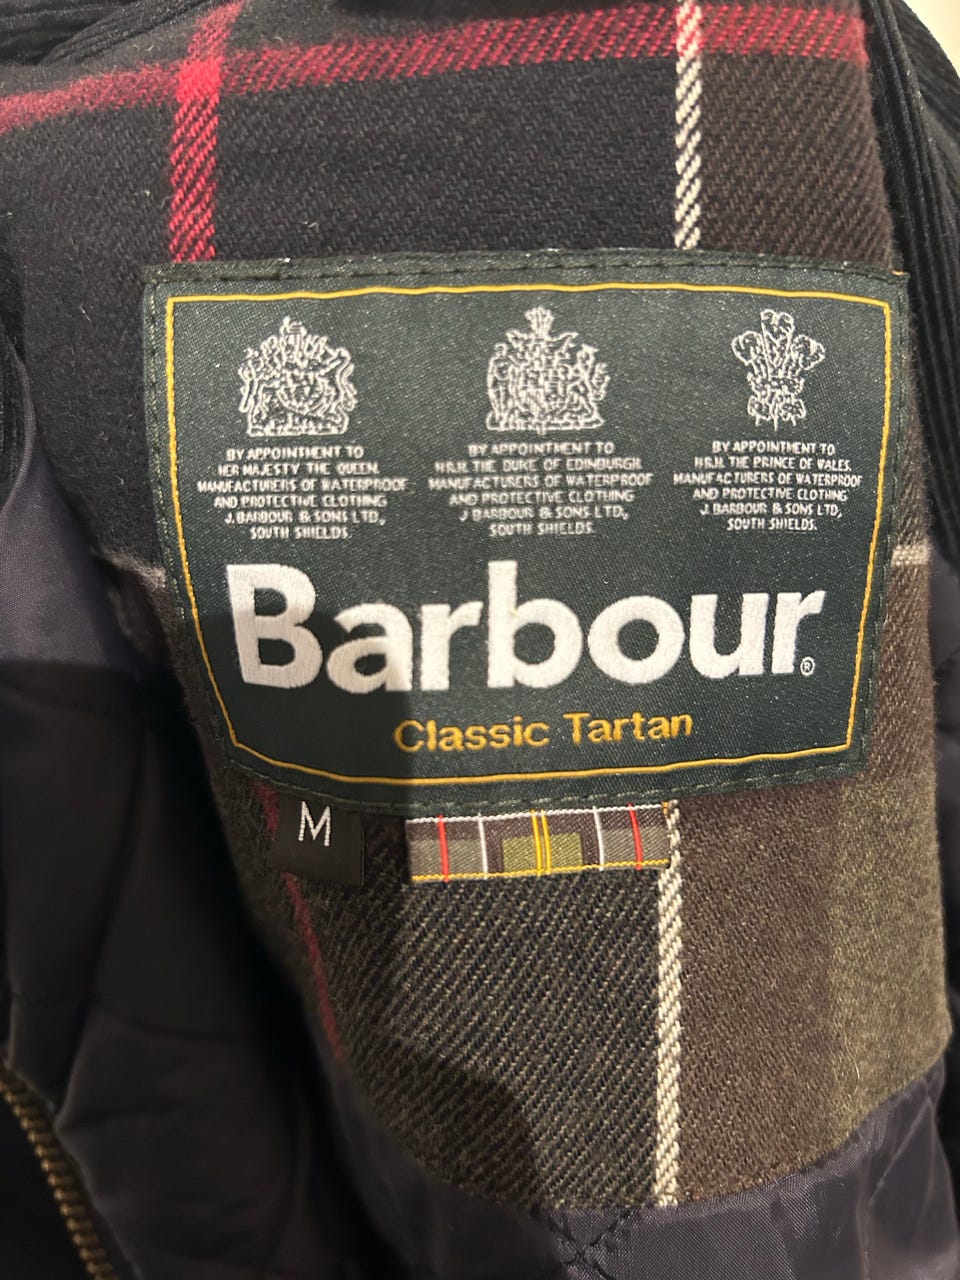 BY APPOINTMENT TO
HER MAJESTY THE QUEEN
MANUFACTURERS OF WATERPROOF
AND PROTECTIVE CLOTHING
J. BARBOUR & SONS LTD,
SOUTH SHIELDS.
BY APPOINTMENT TO
H.R.H. THE DUKE OF EDINBURGH
MANUFACTURERS OF WATERPROOF
AND PROTECTIVE CLOTHING
J. BARBOUR & SONS LTD,
SOUTH SHIELDS.
BY APPOINTMENT TO
H.R.H. THE PRINCE OF WALES.
MANUFACTURERS OF WATERPROOF
AND PROTECTIVE CLOTHING
J. BARBOUR & SONS LTD,
SOUTH SHIELDS.
Barbour®
Classic Tartan
M